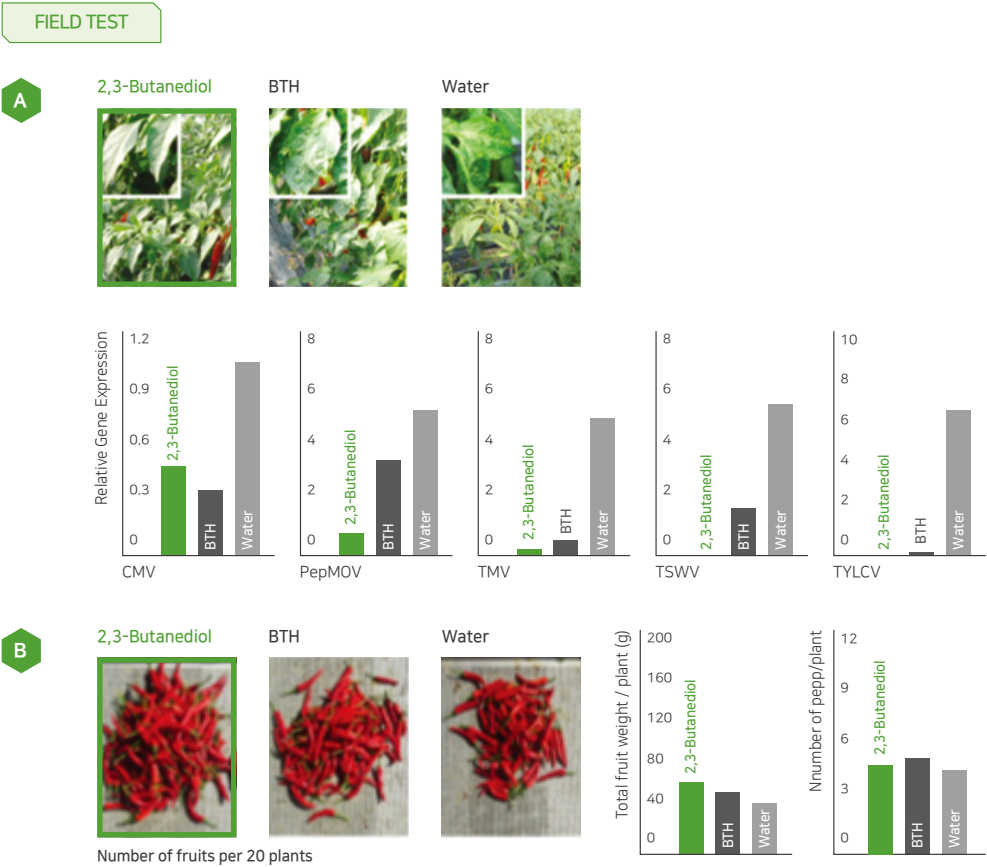 FIELD TEST
A
2,3-Butanediol
BTH
Water
Relative Gene Expression
1.2
0.9
0.6
0.3
0
2,3-Butanediol
BTH
Water
CMV
8
6
4
2
0
2,3-Butanediol
BTH
Water
PepMOV
8
6
4
2
0
2,3-Butanediol
BTH
Water
TMV
8
6
4
2
0
2,3-Butanediol
BTH
Water
TSWV
10
8
6
4
2
0
2,3-Butanediol
BTH
Water
TYLCV
B
2,3-Butanediol
BTH
Water
Number of fruits per 20 plants
Total fruit weight / plant (g)
200
160
120
80
40
0
2,3-Butanediol
BTH
Water
Nnumber of pepp/plant
12
9
6
3
0
2,3-Butanediol
BTH
Water